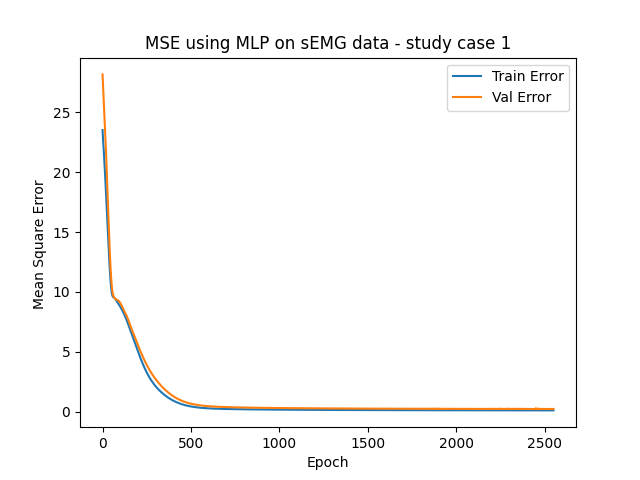 MSE using MLP on sEMG data - study case 1
Train Error
Val Error
Mean Square Error
25
20
15
10
5
0
0 500 1000 1500 2000 2500
Epoch